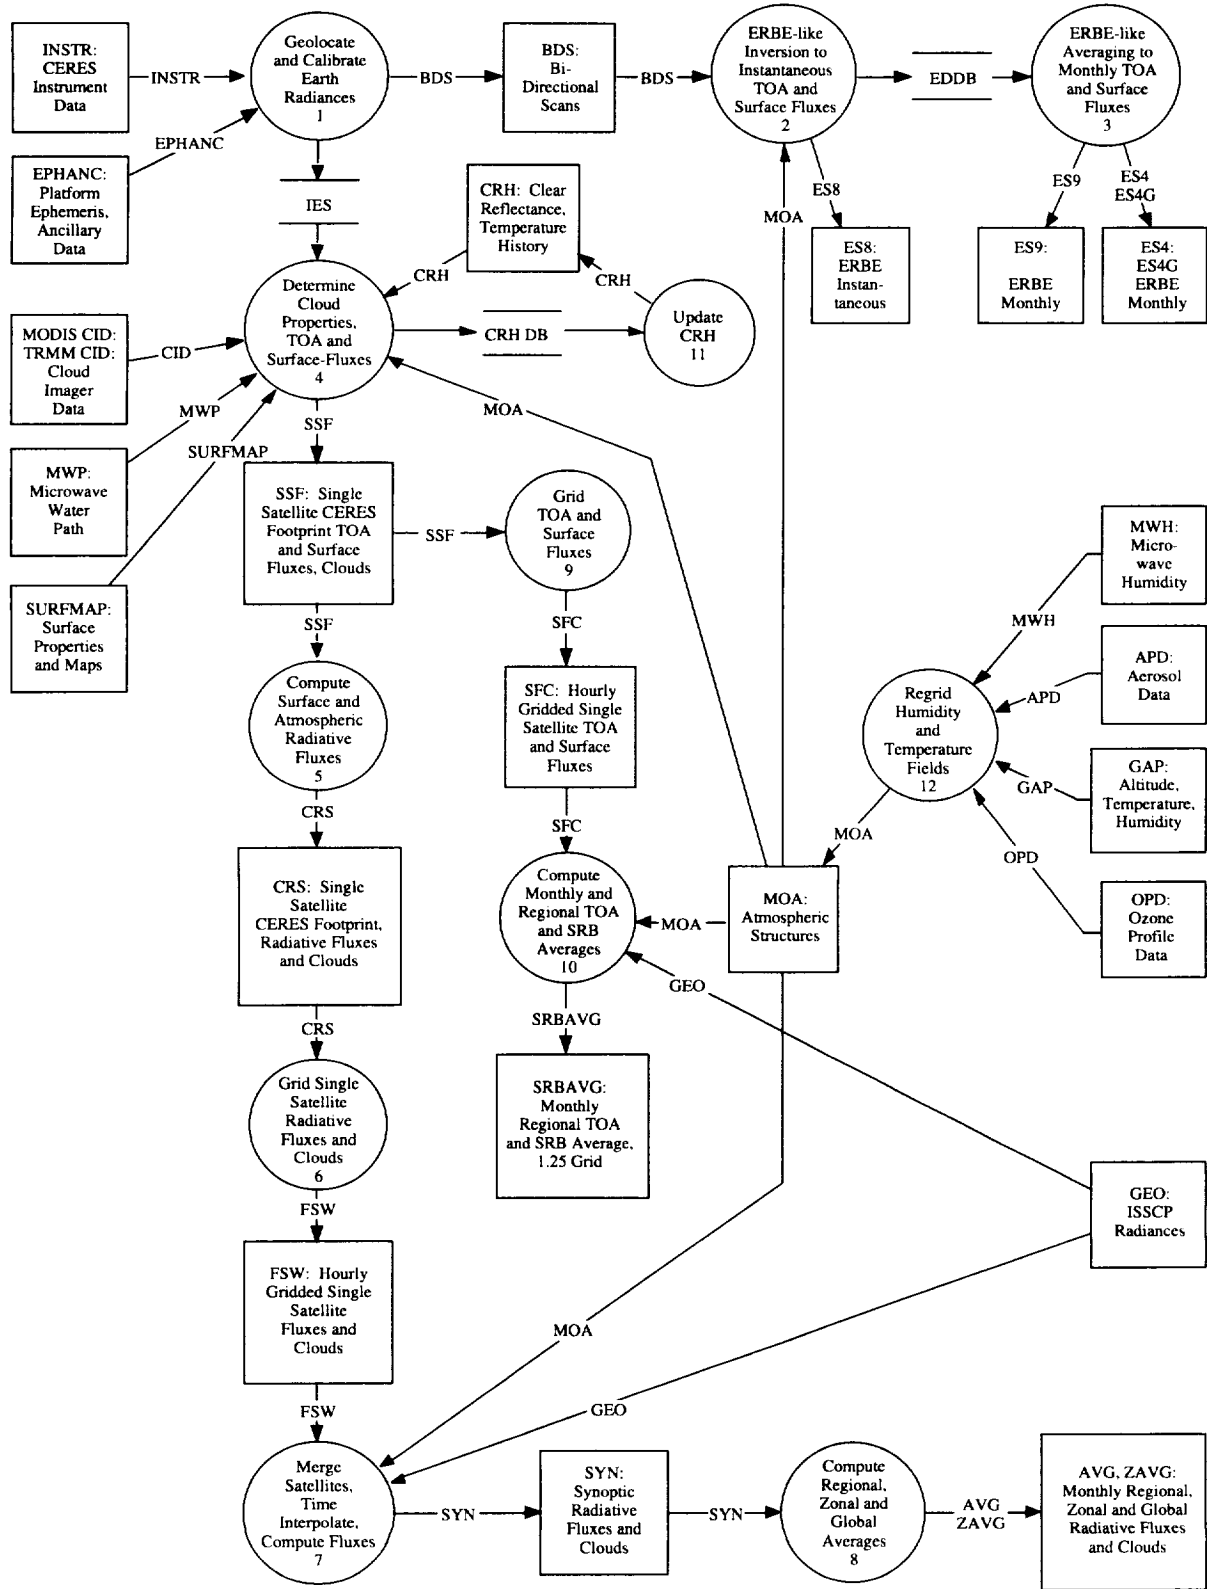 INSTR:
CERES
Instrument
Data
INSTR
Geolocate
and Calibrate
Earth
Radiances
1
BDS
BDS:
Bi-
Directional
Scans
BDS
ERBE-like
Inversion to
Instantaneous
TOA and
Surface Fluxes
2
EDDB
ERBE-like
Averaging to
Monthly TOA
and Surface
Fluxes
3
EPHANC
EPHANC:
Platform
Ephemeris,
Ancillary
Data
IES
CRH: Clear
Reflectance,
Temperature
History
MOA
ES8
ES9
ES4
ES4G
ES8:
ERBE
Instan-
taneous
ES9:
ERBE
Monthly
ES4:
ES4G
ERBE
Monthly
CRH
CRH
MODIS CID:
TRMM CID:
Cloud
Imager
Data
CID
Determine
Cloud
Properties,
TOA and
Surface-Fluxes
4
CRH DB
Update
CRH
11
MWP
MOA
SSF
SURFMAP
MWP:
Microwave
Water
Path
SSF: Single
Satellite CERES
Footprint TOA
and Surface
Fluxes, Clouds
SSF
Grid
TOA and
Surface
Fluxes
9
MWH:
Micro-
wave
Humidity
SURFMAP:
Surface
Properties
and Maps
SSF
SFC
MWH
Compute
Surface and
Atmospheric
Radiative
Fluxes
5
SFC: Hourly
Gridded Single
Satellite TOA
and Surface
Fluxes
Regrid
Humidity
and
Temperature
Fields
12
APD
APD:
Aerosol
Data
GAP
GAP:
Altitude,
Temperature,
Humidity
CRS
SFC
MOA
OPD
CRS: Single
Satellite
CERES Footprint,
Radiative Fluxes
and Clouds
Compute
Monthly and
Regional TOA
and SRB
Averages
10
MOA
MOA:
Atmospheric
Structures
OPD:
Ozone
Profile
Data
GEO
CRS
SRBAVG
Grid Single
Satellite
Radiative
Fluxes and
Clouds
6
SRBAVG:
Monthly
Regional TOA
and SRB Average,
1.25 Grid
FSW
GEO:
ISSCP
Radiances
FSW: Hourly
Gridded Single
Satellite
Fluxes and
Clouds
MOA
FSW
GEO
Merge
Satellites,
Time
Interpolate,
Compute Fluxes
7
SYN
SYN:
Synoptic
Radiative
Fluxes and
Clouds
SYN
Compute
Regional,
Zonal and
Global
Averages
8
AVG
ZAVG
AVG, ZAVG:
Monthly Regional,
Zonal and Global
Radiative Fluxes
and Clouds